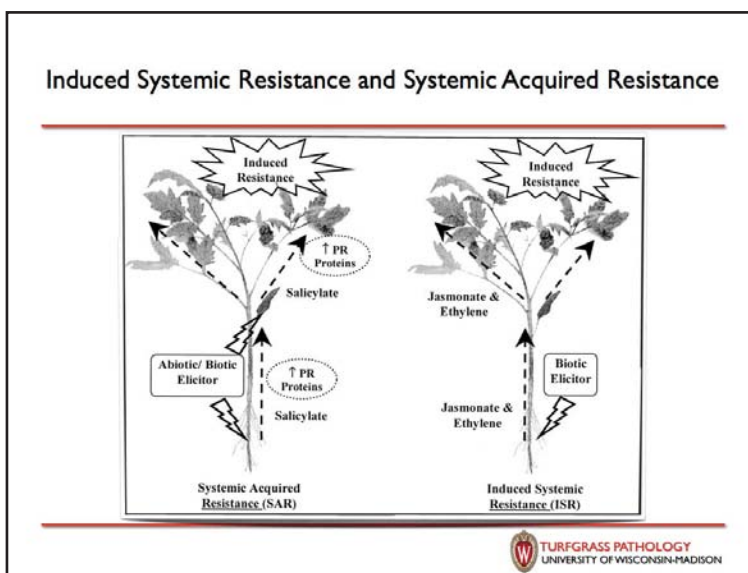 Induced Systemic Resistance and Systemic Acquired Resistance
Induced
Resistance
↑ PR
Proteins
Salicylate
Abiotic/ Biotic
Elicitor
↑ PR
Proteins
Salicylate
Systemic Acquired
Resistance (SAR)
Induced
Resistance
Jasmonate &
Ethylene
Biotic
Elicitor
Jasmonate &
Ethylene
Induced Systemic
Resistance (ISR)
TURFGRASS PATHOLOGY
UNIVERSITY OF WISCONSIN-MADISON